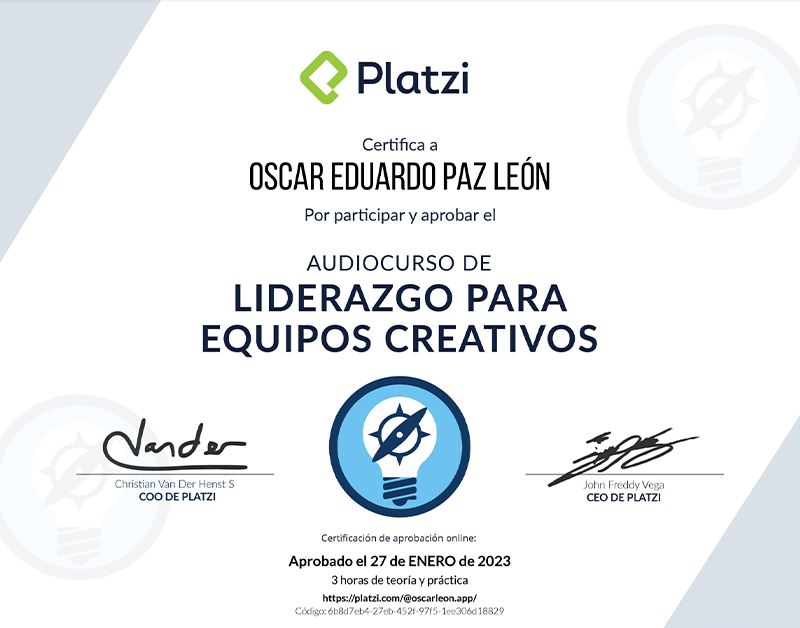 Platzi
Certifica a
OSCAR EDUARDO PAZ LEÓN
Por participar y aprobar el
AUDIOCURSO DE
LIDERAZGO PARA
EQUIPOS CREATIVOS
Vander
Christian Van Der Henst S
COO DE PLATZI
John Freddy Vega
CEO DE PLATZI
Certificación de aprobación online:
Aprobado el 27 de ENERO de 2023
3 horas de teoría y práctica
https://platzi.com/@oscarleon.app/
Código: 6b8d7eb4-27eb-452f-97f5-1ee306d18829